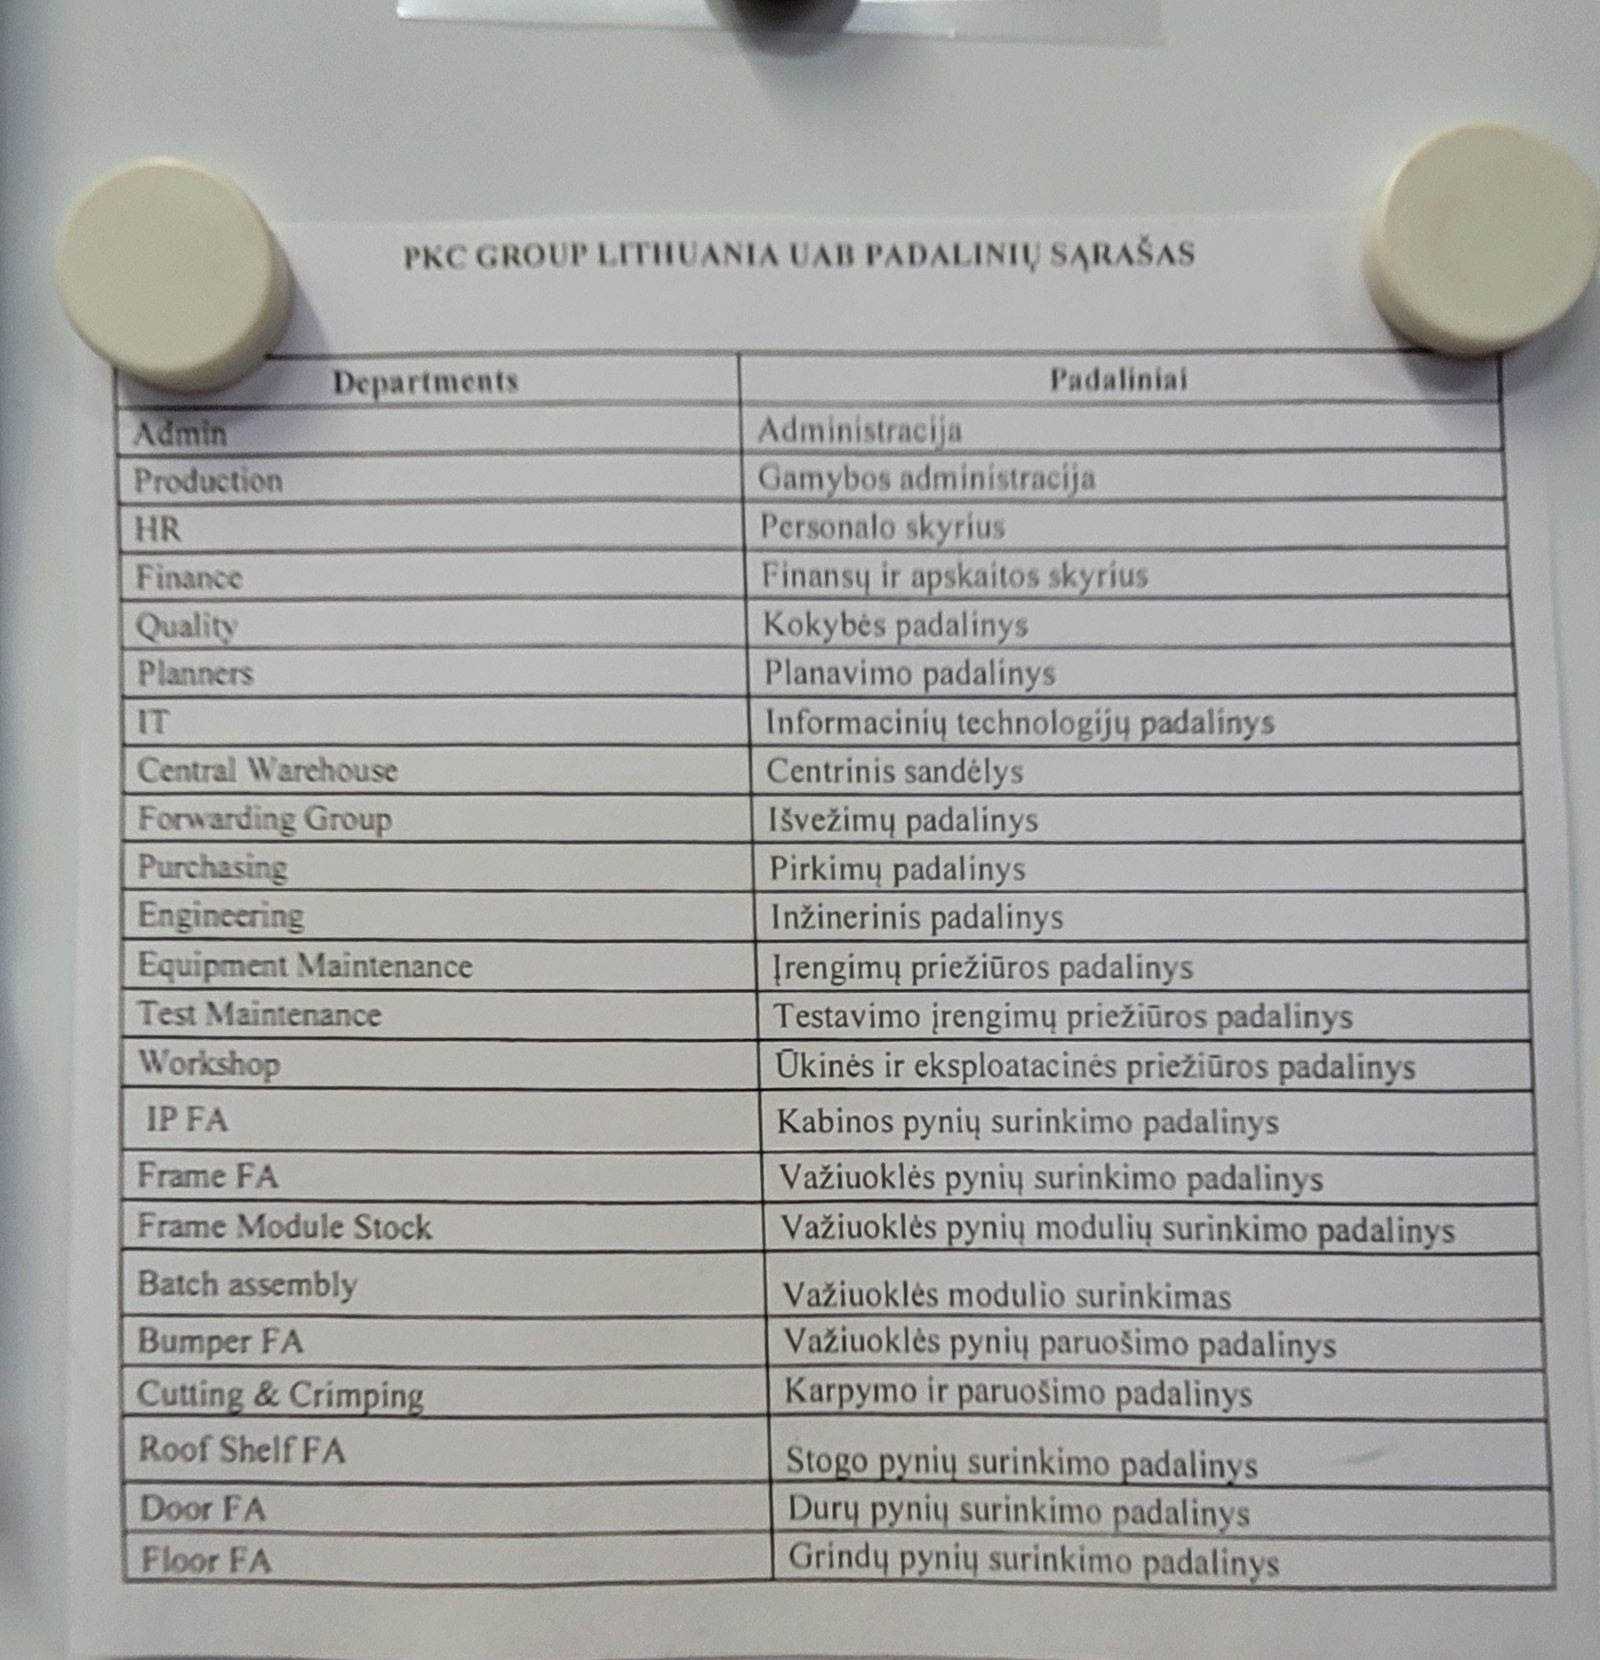 PKC GROUP LITHUANIA UAB PADALINIŲ SĄRAŠAS
Departments Padaliniai
Admin Administracija
Production Gamybos administracija
HR Personalo skyrius
Finance Finansų ir apskaitos skyrius
Quality Kokybės padalinys
Planners Planavimo padalinys
IT Informacinių technologijų padalinys
Central Warehouse Centrinis sandėlys
Forwarding Group Išvežimų padalinys
Purchasing Pirkimų padalinys
Engineering Inžinerinis padalinys
Equipment Maintenance Įrengimų priežiūros padalinys
Test Maintenance Testavimo įrengimų priežiūros padalinys
Workshop Ūkinės ir eksploatacinės priežiūros padalinys
IP FA Kabinos pynių surinkimo padalinys
Frame FA Važiuoklės pynių surinkimo padalinys
Frame Module Stock Važiuoklės pynių modulių surinkimo padalinys
Batch assembly Važiuoklės modulio surinkimas
Bumper FA Važiuoklės pynių paruošimo padalinys
Cutting & Crimping Karpymo ir paruošimo padalinys
Roof Shelf FA Stogo pynių surinkimo padalinys
Door FA Durų pynių surinkimo padalinys
Floor FA Grindų pynių surinkimo padalinys